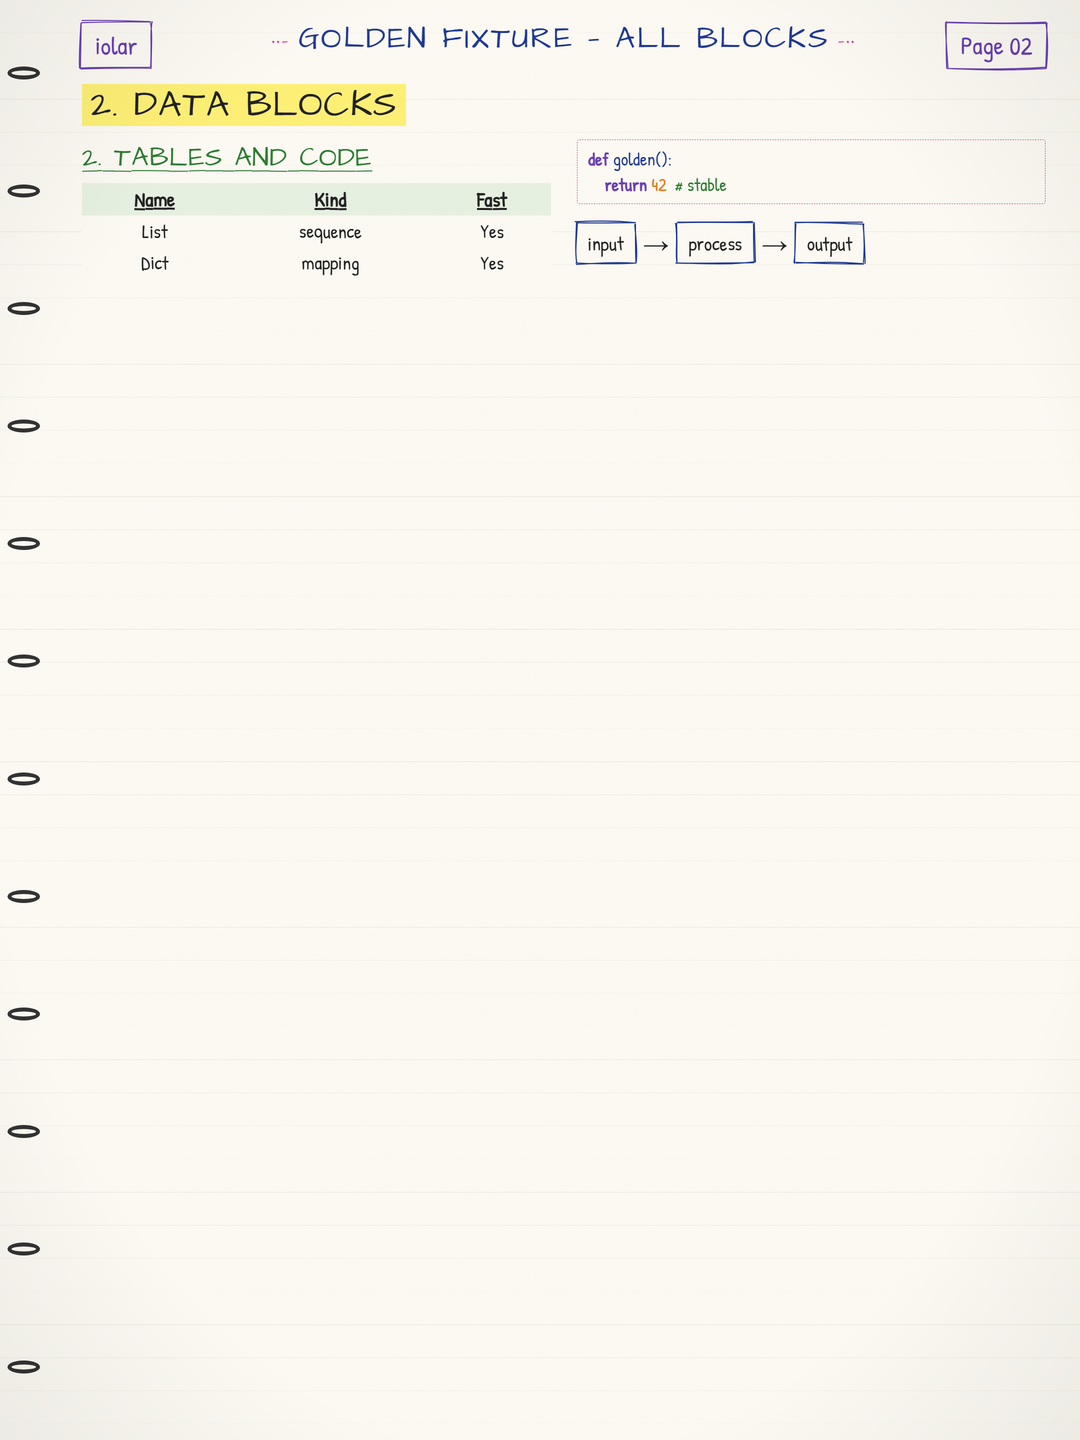 iolar
GOLDEN FIXTURE - ALL BLOCKS
Page 02
2. DATA BLOCKS
2. TABLES AND CODE
Name Kind Fast
List sequence Yes
Dict mapping Yes
def golden():
return 42 # stable
input → process → output